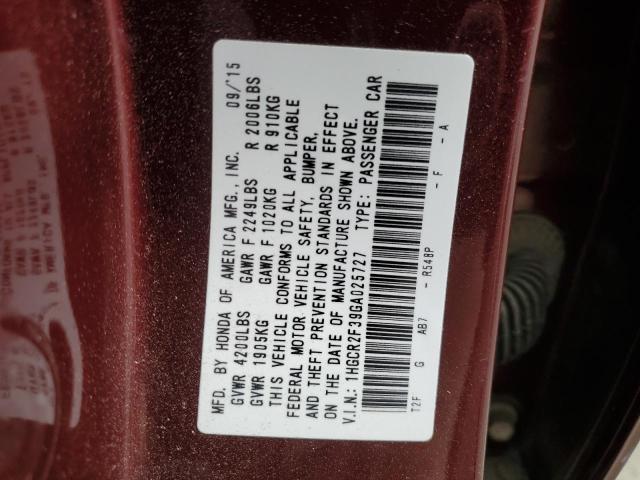 MFD. BY HONDA OF AMERICA MFG., INC. 09/'15
GVWR 4200LBS GAWR F 2249LBS R 2006LBS
GVWR 1905KG GAWR F 1020KG R 910KG
THIS VEHICLE CONFORMS TO ALL APPLICABLE
FEDERAL MOTOR VEHICLE SAFETY, BUMPER,
AND THEFT PREVENTION STANDARDS IN EFFECT
ON THE DATE OF MANUFACTURE SHOWN ABOVE.
V.I.N.: 1HGCR2F39GA025727 TYPE: PASSENGER CAR
T2F G AB7 - R548P - F - A